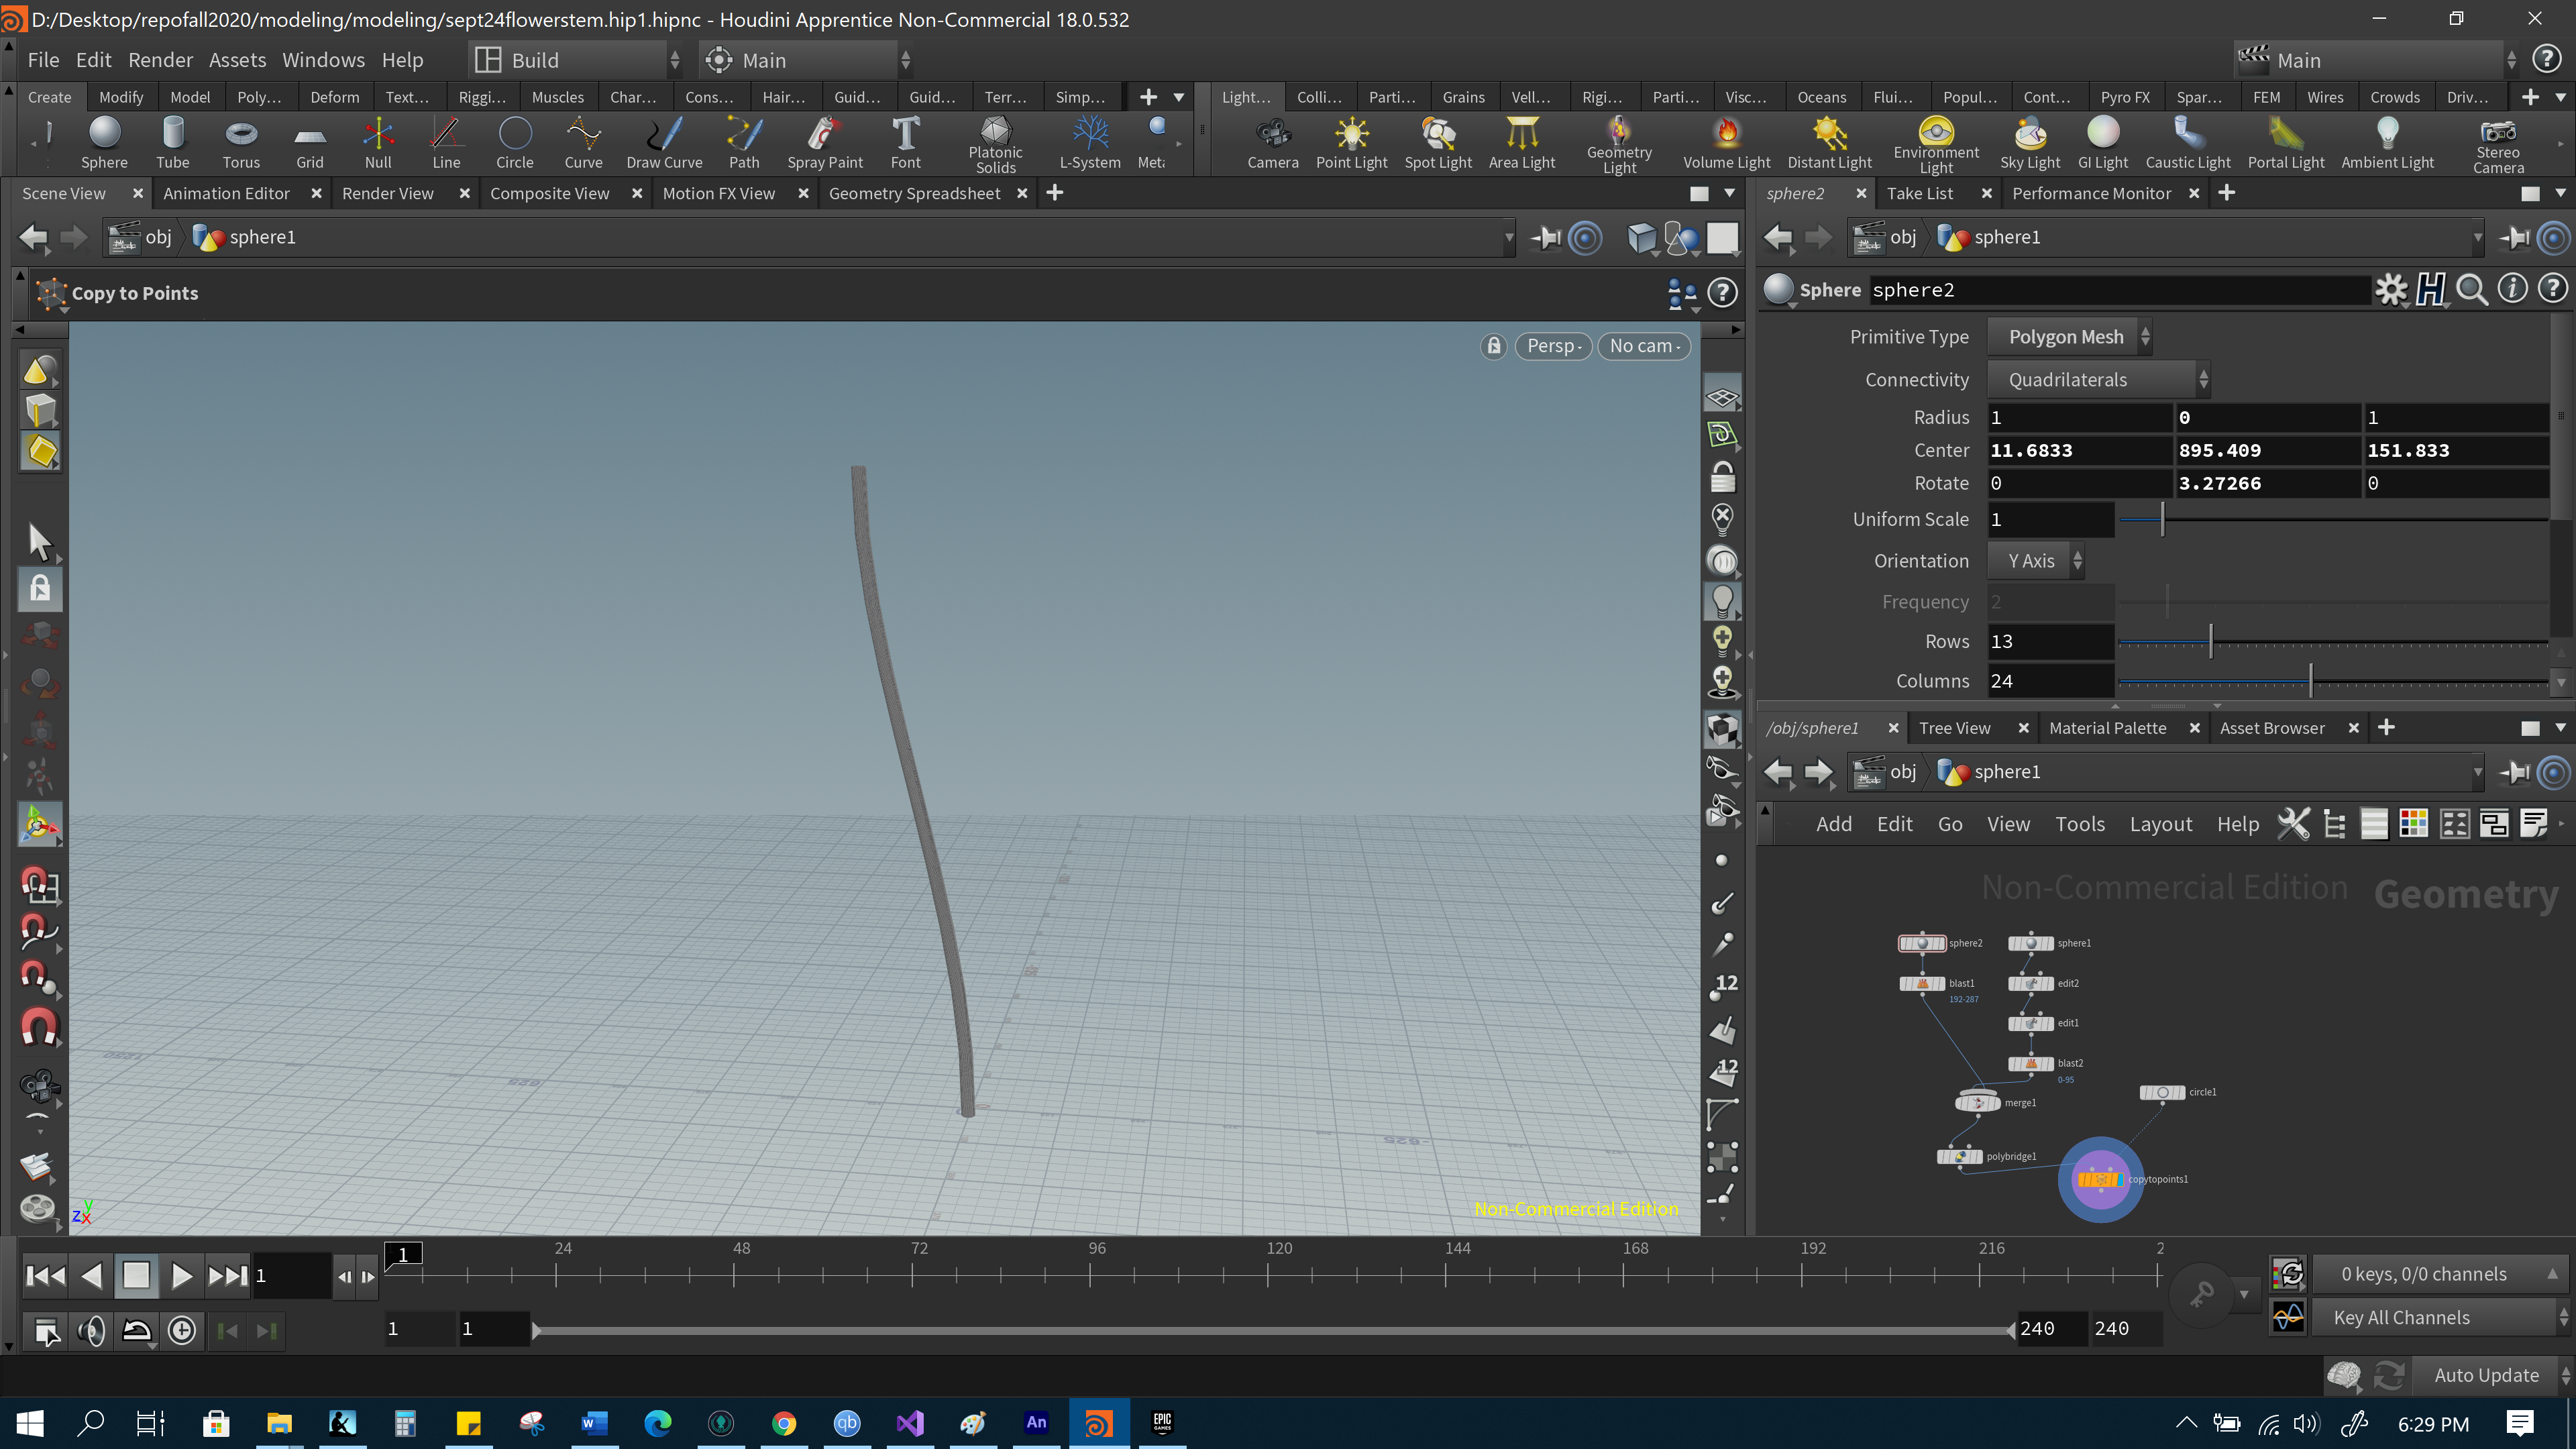 D:/Desktop/repofall2020/modeling/modeling/sept24flowerstem.hip1.hipnc - Houdini Apprentice Non-Commercial 18.0.532
File Edit Render Assets Windows Help Build Main Main
Create Modify Model Poly... Deform Text... Riggi... Muscles Char... Cons... Hair... Guid... Guid... Terr... Simp... Light... Colli... Parti... Grains Vell... Rigi... Parti... Visc... Oceans Flui... Popul... Cont... Pyro FX Spar... FEM Wires Crowds Driv...
Sphere Tube Torus Grid Null Line Circle Curve Draw Curve Path Spray Paint Font Platonic Solids L-System Meta Camera Point Light Spot Light Area Light Geometry Light Volume Light Distant Light Environment Light Sky Light GI Light Caustic Light Portal Light Ambient Light Stereo Camera
Scene View Animation Editor Render View Composite View Motion FX View Geometry Spreadsheet
obj sphere1
Copy to Points
Persp No cam
Non-Commercial Edition
z y x
sphere2 Take List Performance Monitor
obj sphere1
Sphere sphere2
Primitive Type Polygon Mesh
Connectivity Quadrilaterals
Radius 1 0 1
Center 11.6833 895.409 151.833
Rotate 0 3.27266 0
Uniform Scale 1
Orientation Y Axis
Frequency 2
Rows 13
Columns 24
/obj/sphere1 Tree View Material Palette Asset Browser
obj sphere1
Add Edit Go View Tools Layout Help
Non-Commercial Edition Geometry
sphere2 sphere1
blast1 edit2
192-287
edit1
blast2
0-95
circle1
merge1
polybridge1
copytopoints1
12
12
1 24 48 72 96 120 144 168 192 216 2
1
1 1 240 240
0 keys, 0/0 channels
Key All Channels
Auto Update
W qb An EPIC GAMES 6:29 PM